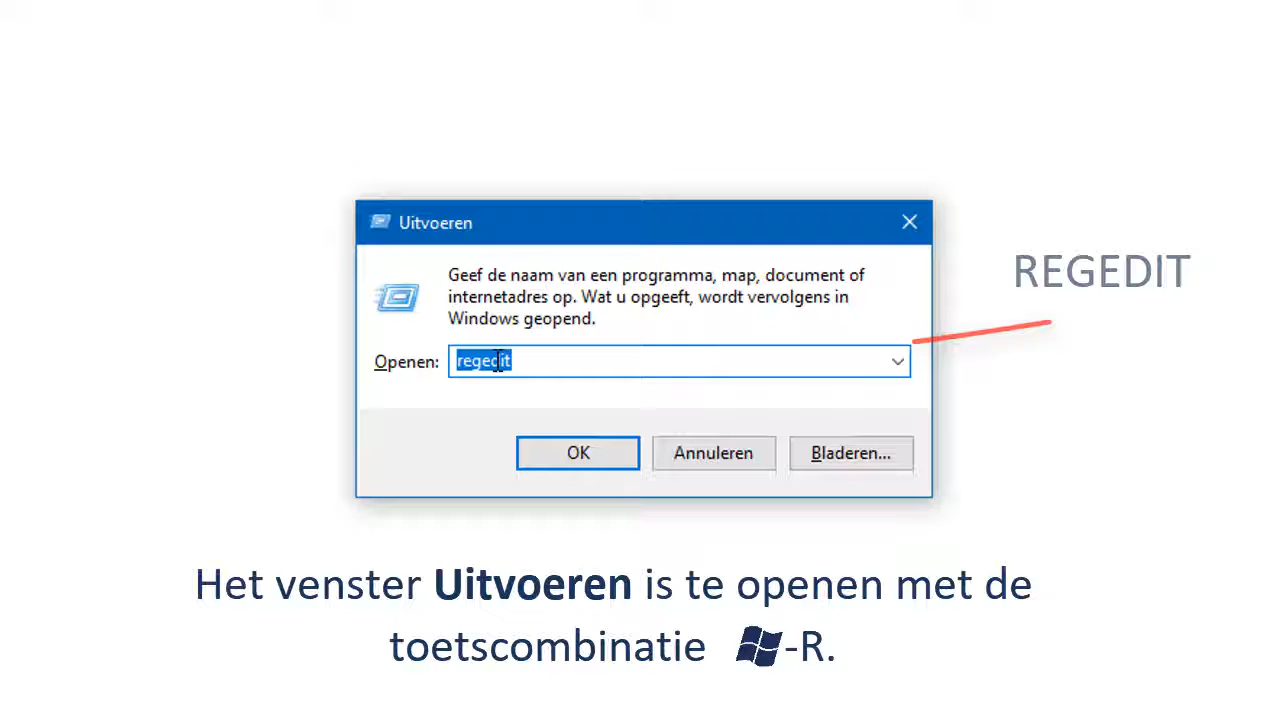 Uitvoeren
Geef de naam van een programma, map, document of
internetadres op. Wat u opgeeft, wordt vervolgens in
Windows geopend.
Openen: regedit
OK Annuleren Bladeren...
REGEDIT
Het venster Uitvoeren is te openen met de
toetscombinatie -R.